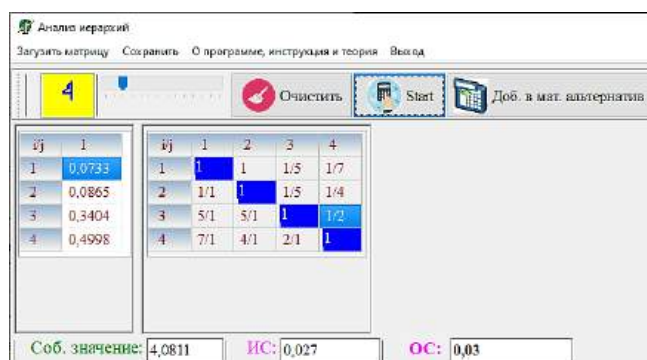 Анализ иерархий
Загузить матрицу Сохранить О программе, инструкция и теория Выход
4 Очистить Start Доб. в мат. альтернатив
i/j 1
1 0,0733
2 0,0865
3 0,3404
4 0,4998
i/j 1 2 3 4
1 1 1 1/5 1/7
2 1/1 1 1/5 1/4
3 5/1 5/1 1 1/2
4 7/1 4/1 2/1 1
Соб. значение: 4,0811 ИС: 0,027 ОС: 0,03